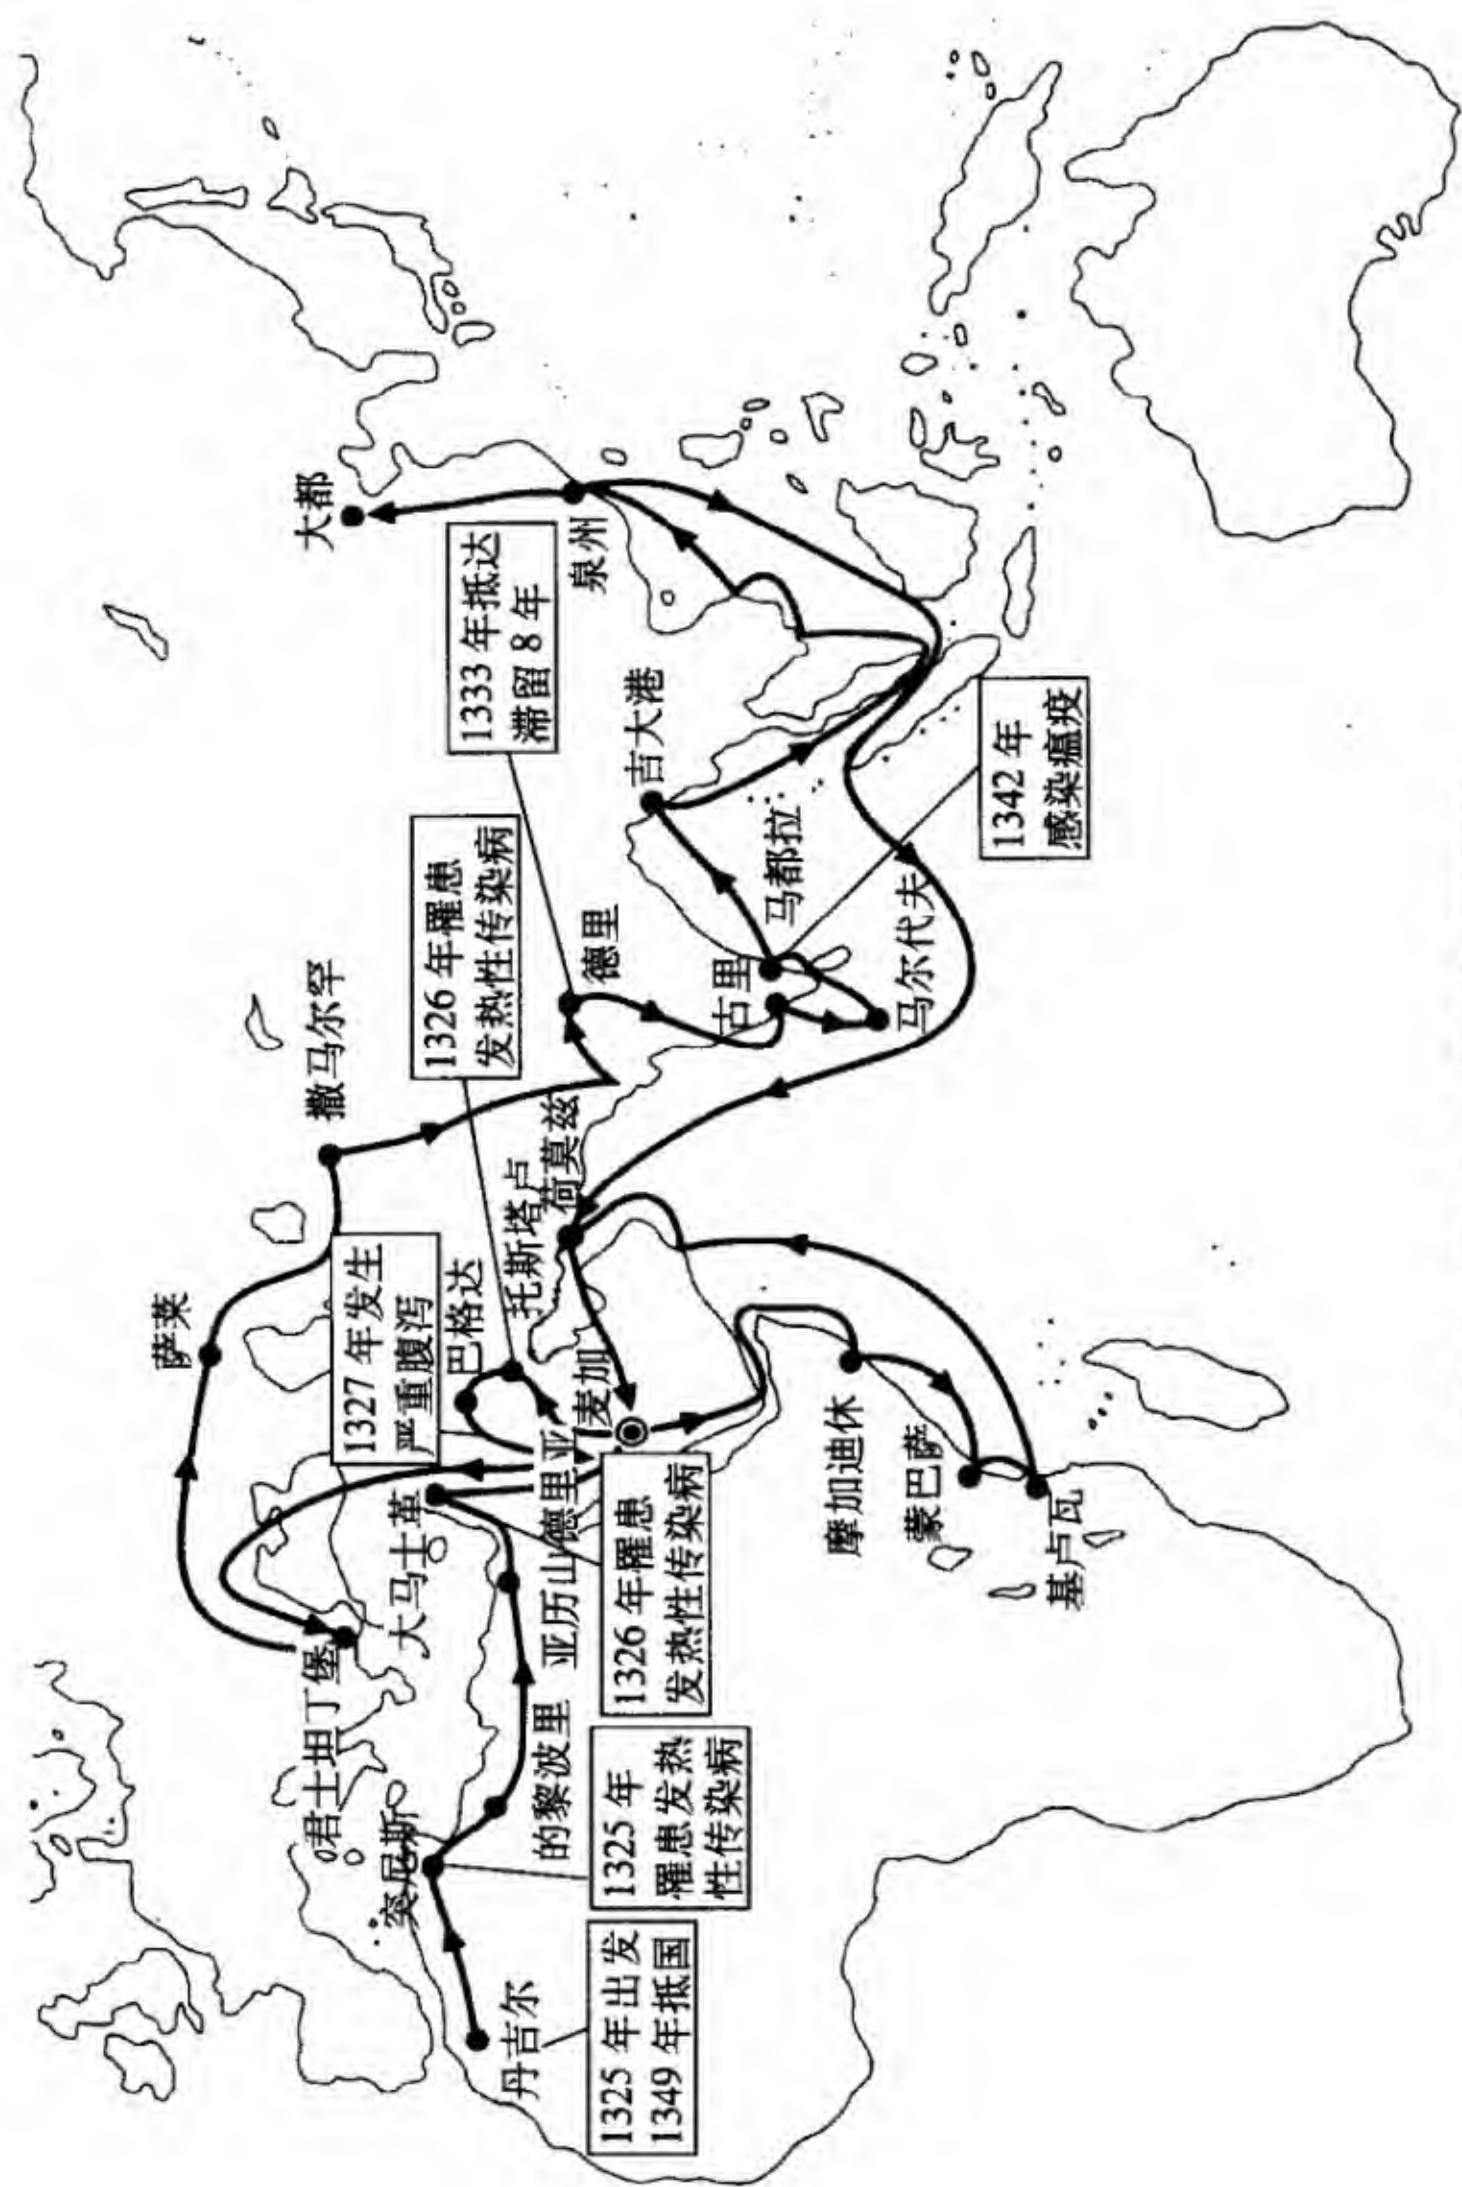 大都
泉州
1333 年抵达
滞留 8 年
吉大港
1342 年
感染瘟疫
马都拉
马尔代夫
古里
德里
1326 年罹患
发热性传染病
撒马尔罕
荷莫兹
托斯塔卢
巴格达
萨莱
1327 年发生
严重腹泻
麦加
亚历山德里亚
大马士革
1326 年罹患
发热性传染病
摩加迪休
蒙巴萨
基卢瓦
君士坦丁堡
的黎波里
突尼斯
1325 年
罹患发热
性传染病
丹吉尔
1325 年出发
1349 年抵国